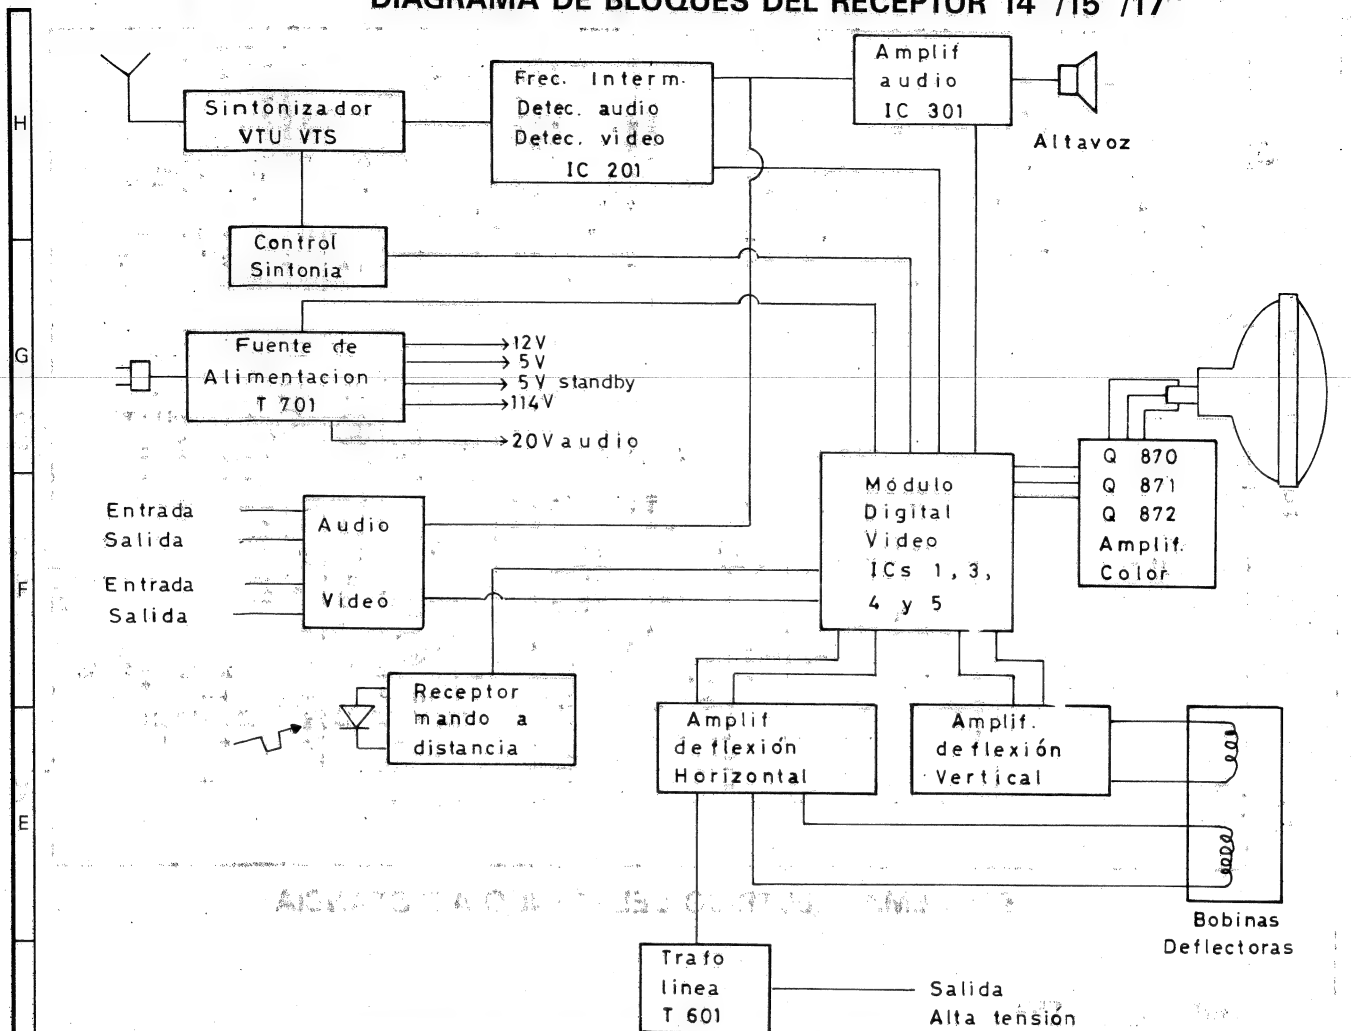 DIAGRAMA DE BLOQUES DEL RECEPTOR 14"/15"/17"
H
G
F
E
Sintonizador
VTU VTS
Frec. Interm.
Detec. audio
Detec. video
IC 201
Amplif
audio
IC 301
Altavoz
Control
Sintonia
Fuente de
Alimentacion
T 701
12V
5V
5V standby
114V
20V audio
Entrada
Salida
Entrada
Salida
Audio
Video
Módulo
Digital
Video
ICs 1, 3,
4 y 5
Q 870
Q 871
Q 872
Amplif.
Color
Receptor
mando a
distancia
Amplif
deflexión
Horizontal
Amplif.
deflexión
Vertical
Bobinas
Deflectoras
Trafo
linea
T 601
Salida
Alta tensión